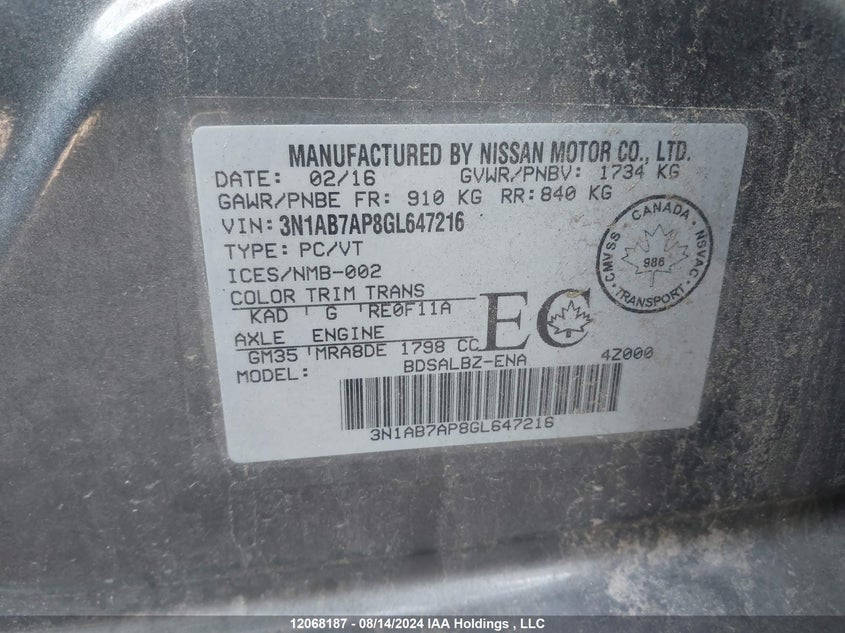 MANUFACTURED BY NISSAN MOTOR CO., LTD.
DATE: 02/16 GVWR/PNBV: 1734 KG
GAWR/PNBE FR: 910 KG RR: 840 KG
VIN: 3N1AB7AP8GL647216
TYPE: PC/VT
ICES/NMB-002
COLOR TRIM TRANS
KAD G RE0F11A
AXLE ENGINE
GM35 MRA8DE 1798 CC
EC
MODEL: BDSALBZ-ENA 4Z000
3N1AB7AP8GL647216
CANADA
CMVSS NSVAC
986
TRANSPORT
12068187 - 08/14/2024 IAA Holdings , LLC